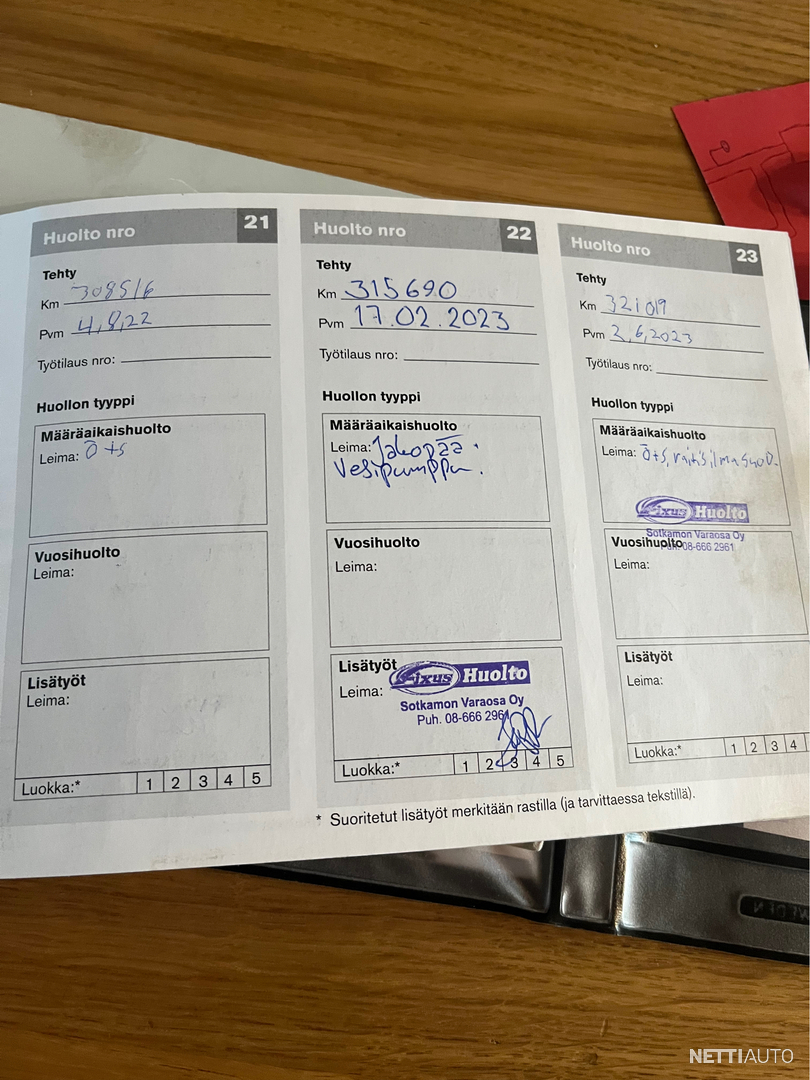 Huolto nro 21
Tehty
Km 308516
Pvm 4,8,22
Työtilaus nro:
Huollon tyyppi
Määräaikaishuolto
Leima: Ö+s
Vuosihuolto
Leima:
Lisätyöt
Leima:
Luokka:* 1 2 3 4 5
Huolto nro 22
Tehty
Km 315690
Pvm 17.02.2023
Työtilaus nro:
Huollon tyyppi
Määräaikaishuolto
Leima: Jakopää.
Vesipumppu.
Vuosihuolto
Leima:
Lisätyöt
Leima:
Fixus Huolto
Sotkamon Varaosa Oy
Puh. 08-666 2961
Luokka:* 1 2 3 4 5
Huolto nro 23
Tehty
Km 321019
Pvm 2,6,2023
Työtilaus nro:
Huollon tyyppi
Määräaikaishuolto
Leima: Ö+s,
Fixus Huolto
Sotkamon Varaosa Oy
Puh. 08-666 2961
Vuosihuolto
Leima:
Lisätyöt
Leima:
Luokka:* 1 2 3 4
* Suoritetut lisätyöt merkitään rastilla (ja tarvittaessa tekstillä).
NETTIAUTO